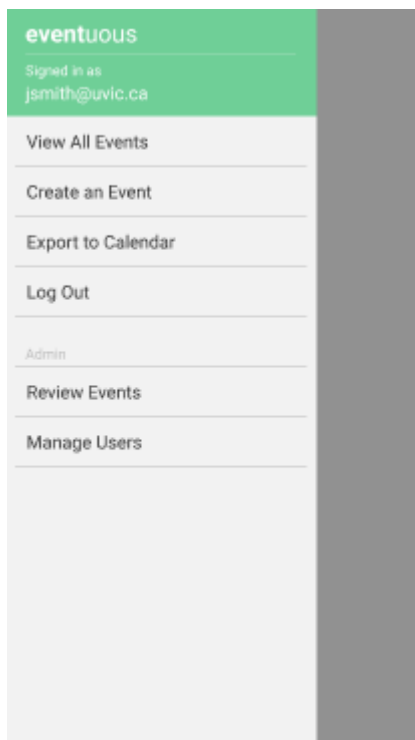 eventuous
Signed in as
jsmith@uvic.ca
View All Events
Create an Event
Export to Calendar
Log Out
Admin
Review Events
Manage Users